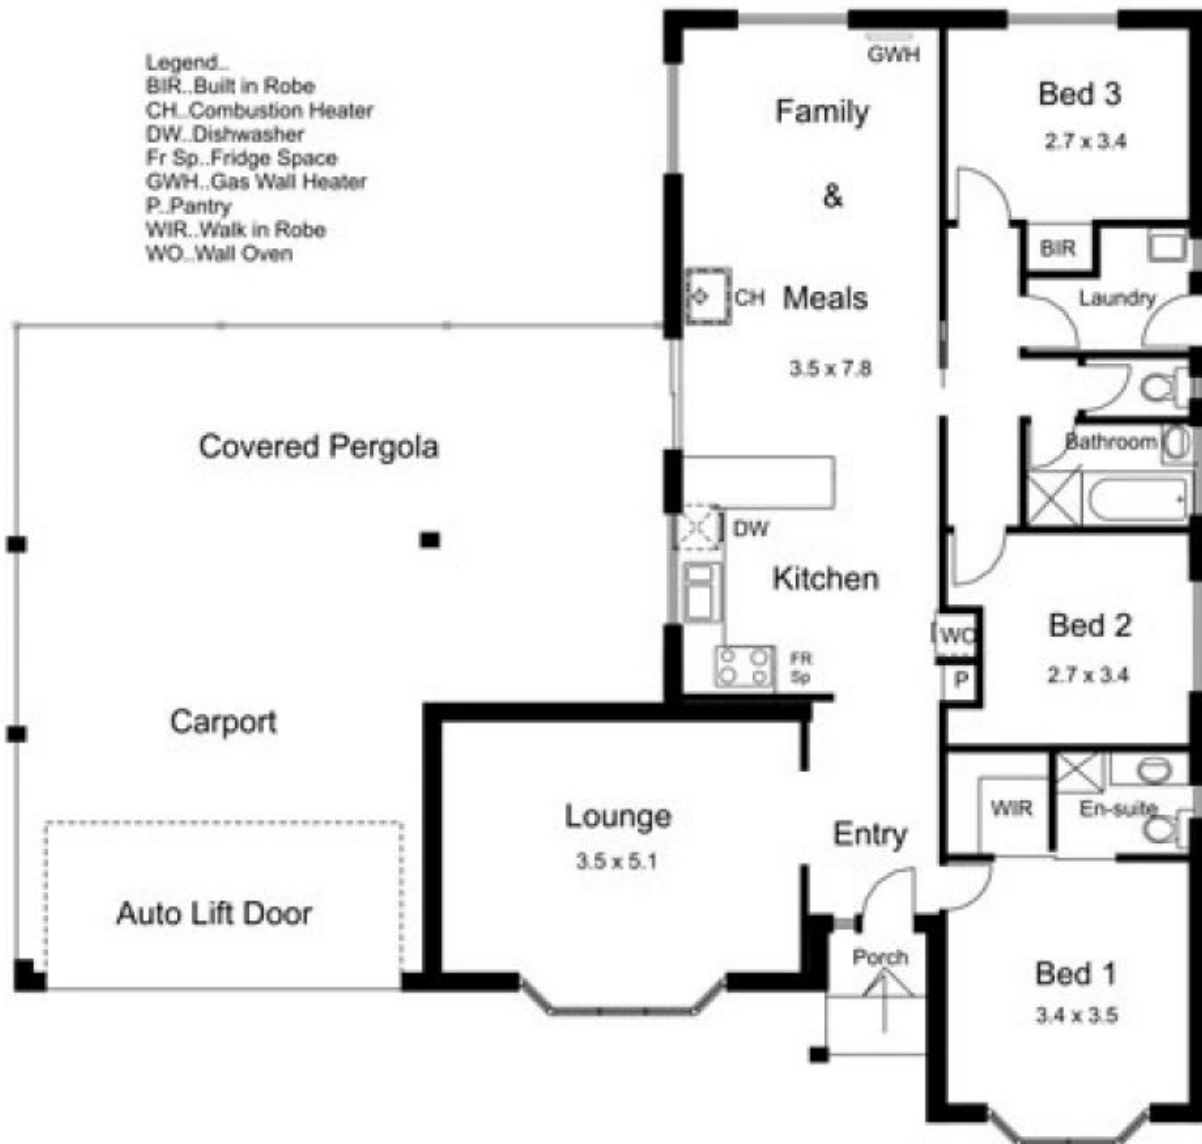 Legend..
BIR..Built in Robe
CH..Combustion Heater
DW..Dishwasher
Fr Sp..Fridge Space
GWH..Gas Wall Heater
P..Pantry
WIR..Walk in Robe
WO..Wall Oven
GWH
Family
&
Meals
3.5 x 7.8
CH
Bed 3
2.7 x 3.4
BIR
Laundry
Bathroom
Covered Pergola
DW
Kitchen
FR
Sp
WO
P
Bed 2
2.7 x 3.4
Carport
Auto Lift Door
Lounge
3.5 x 5.1
Entry
WIR
En-suite
Porch
Bed 1
3.4 x 3.5